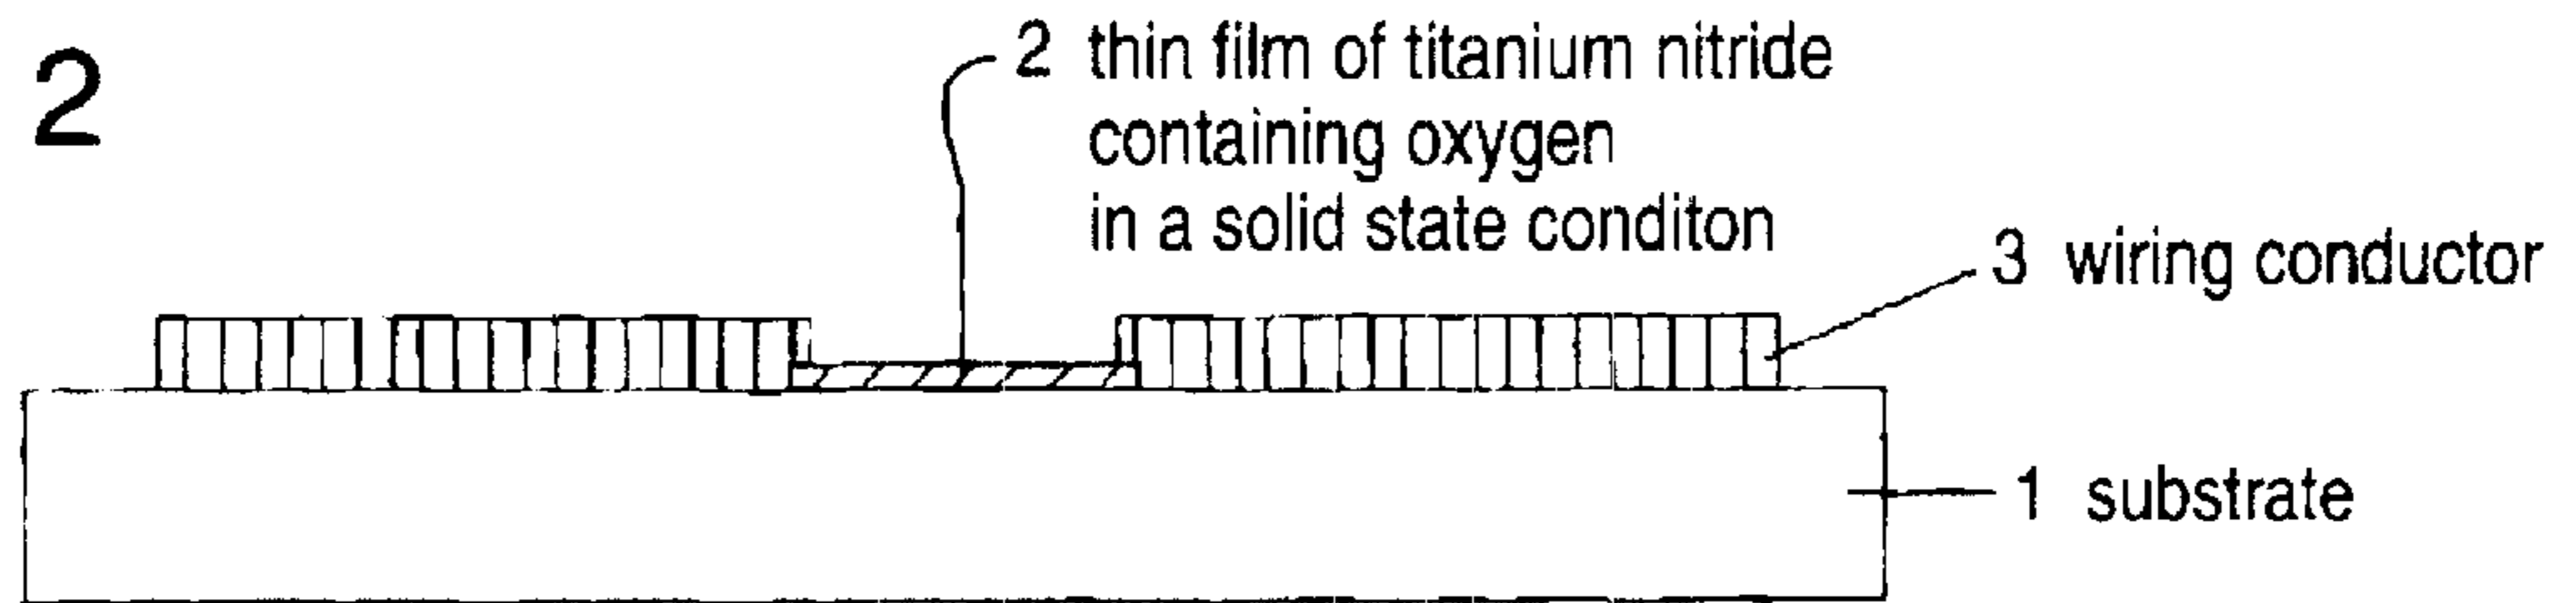 2
2 thin film of titanium nitride
containing oxygen
in a solid state conditon
3 wiring conductor
1 substrate